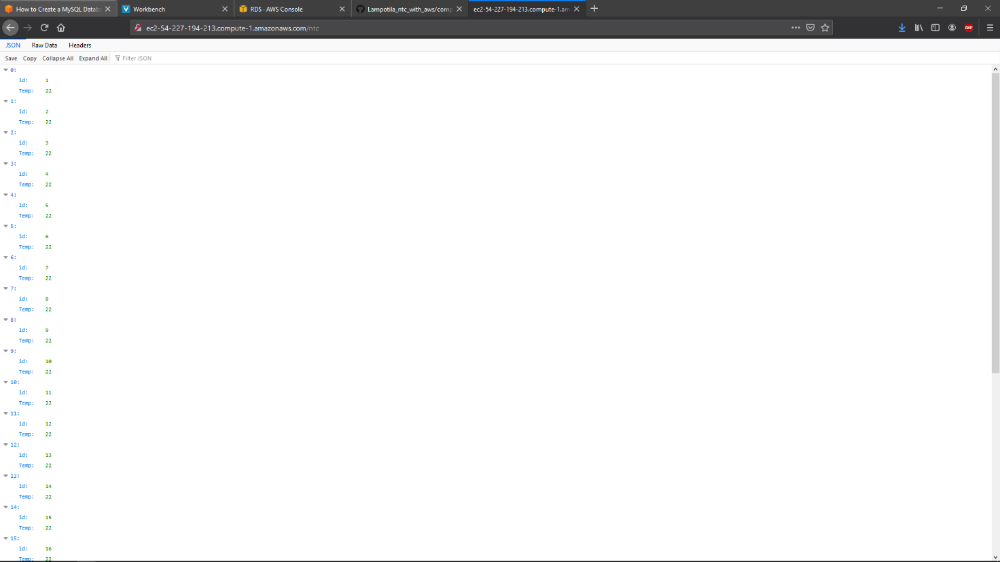 How to Create a MySQL Databa
Workbench
RDS · AWS Console
Lampotila_ntc_with_aws/comp
ec2-54-227-194-213.compute-1.am
ec2-54-227-194-213.compute-1.amazonaws.com/ntc
ABP
JSON Raw Data Headers
Save Copy Collapse All Expand All Filter JSON
0:
id: 1
Temp: 22
1:
id: 2
Temp: 22
2:
id: 3
Temp: 22
3:
id: 4
Temp: 22
4:
id: 5
Temp: 22
5:
id: 6
Temp: 22
6:
id: 7
Temp: 22
7:
id: 8
Temp: 22
8:
id: 9
Temp: 22
9:
id: 10
Temp: 22
10:
id: 11
Temp: 22
11:
id: 12
Temp: 22
12:
id: 13
Temp: 22
13:
id: 14
Temp: 22
14:
id: 15
Temp: 22
15:
id: 16
Temp: 22